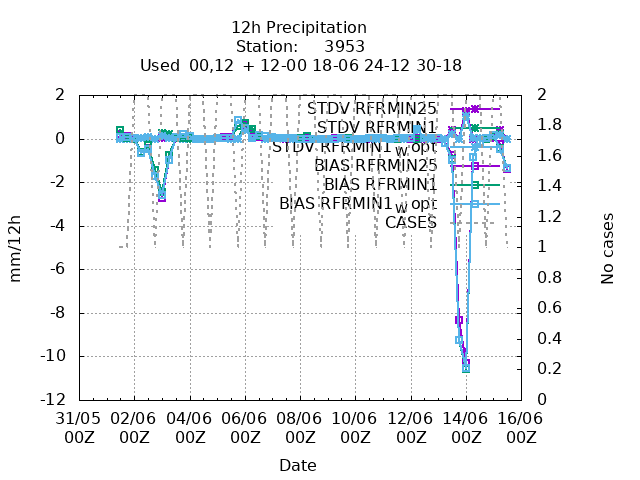 12h Precipitation
Station: 3953
Used 00,12 + 12-00 18-06 24-12 30-18
STDV RFRMIN25
STDV RFRMIN1
STDV RFRMIN1_w_opt
BIAS RFRMIN25
BIAS RFRMIN1
BIAS RFRMIN1_w_opt
CASES
mm/12h
2
0
-2
-4
-6
-8
-10
-12
No cases
2
1.8
1.6
1.4
1.2
1
0.8
0.6
0.4
0.2
0
31/05 02/06 04/06 06/06 08/06 10/06 12/06 14/06 16/06
00Z 00Z 00Z 00Z 00Z 00Z 00Z 00Z 00Z
Date